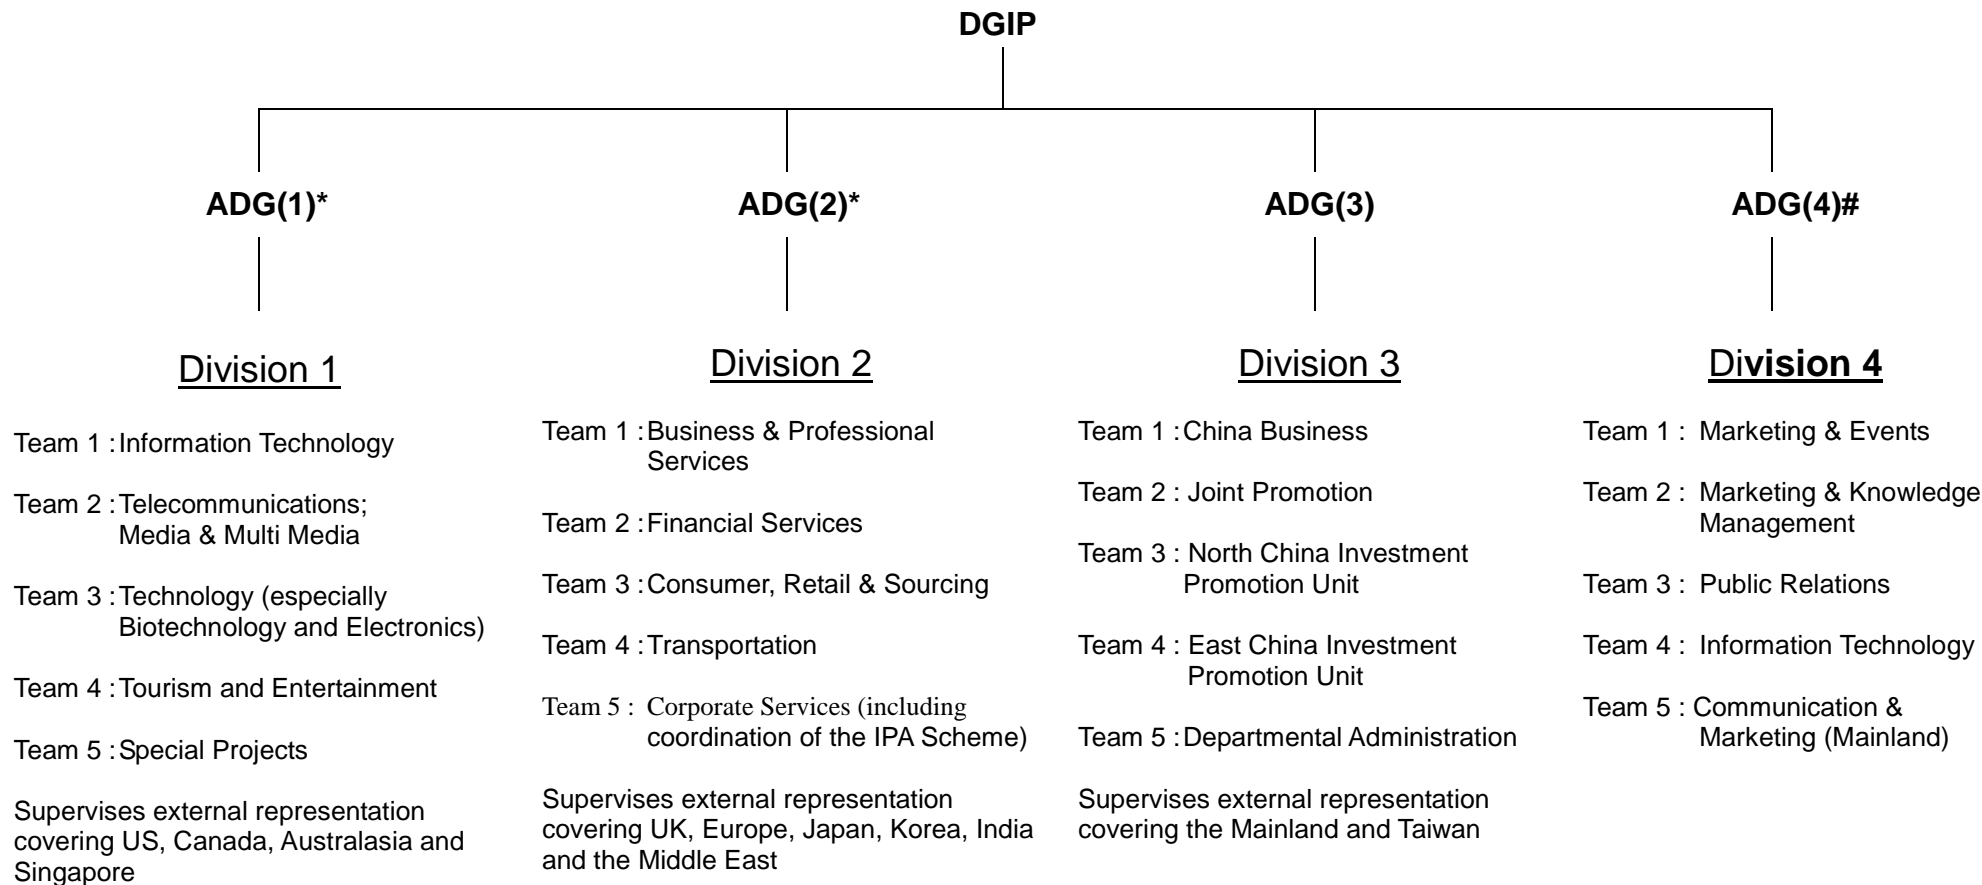 DGIP
ADG(1)*
ADG(2)*
ADG(3)
ADG(4)#
Division 1
Team 1 : Information Technology
Team 2 : Telecommunications;
Media & Multi Media
Team 3 : Technology (especially
Biotechnology and Electronics)
Team 4 : Tourism and Entertainment
Team 5 : Special Projects
Supervises external representation
covering US, Canada, Australasia and
Singapore
Division 2
Team 1 : Business & Professional
Services
Team 2 : Financial Services
Team 3 : Consumer, Retail & Sourcing
Team 4 : Transportation
Team 5 : Corporate Services (including
coordination of the IPA Scheme)
Supervises external representation
covering UK, Europe, Japan, Korea, India
and the Middle East
Division 3
Team 1 : China Business
Team 2 : Joint Promotion
Team 3 : North China Investment
Promotion Unit
Team 4 : East China Investment
Promotion Unit
Team 5 : Departmental Administration
Supervises external representation
covering the Mainland and Taiwan
Division 4
Team 1 : Marketing & Events
Team 2 : Marketing & Knowledge
Management
Team 3 : Public Relations
Team 4 : Information Technology
Team 5 : Communication &
Marketing (Mainland)